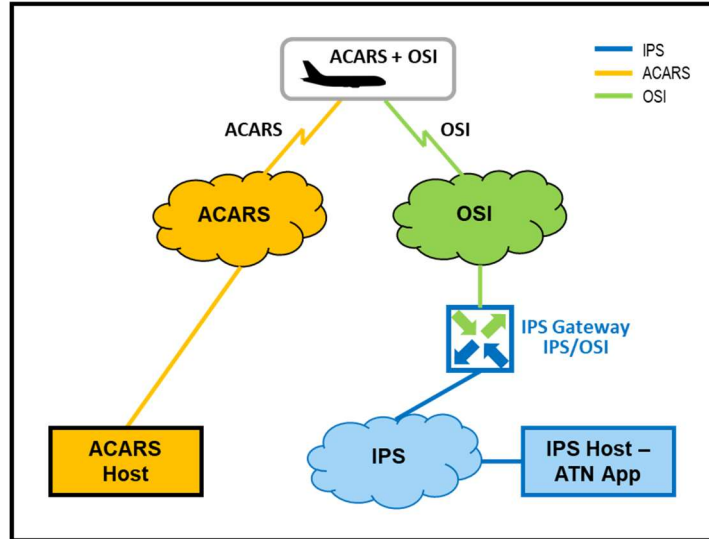 ACARS + OSI
IPS
ACARS
OSI
ACARS
OSI
ACARS
OSI
IPS Gateway
IPS/OSI
ACARS
Host
IPS
IPS Host –
ATN App